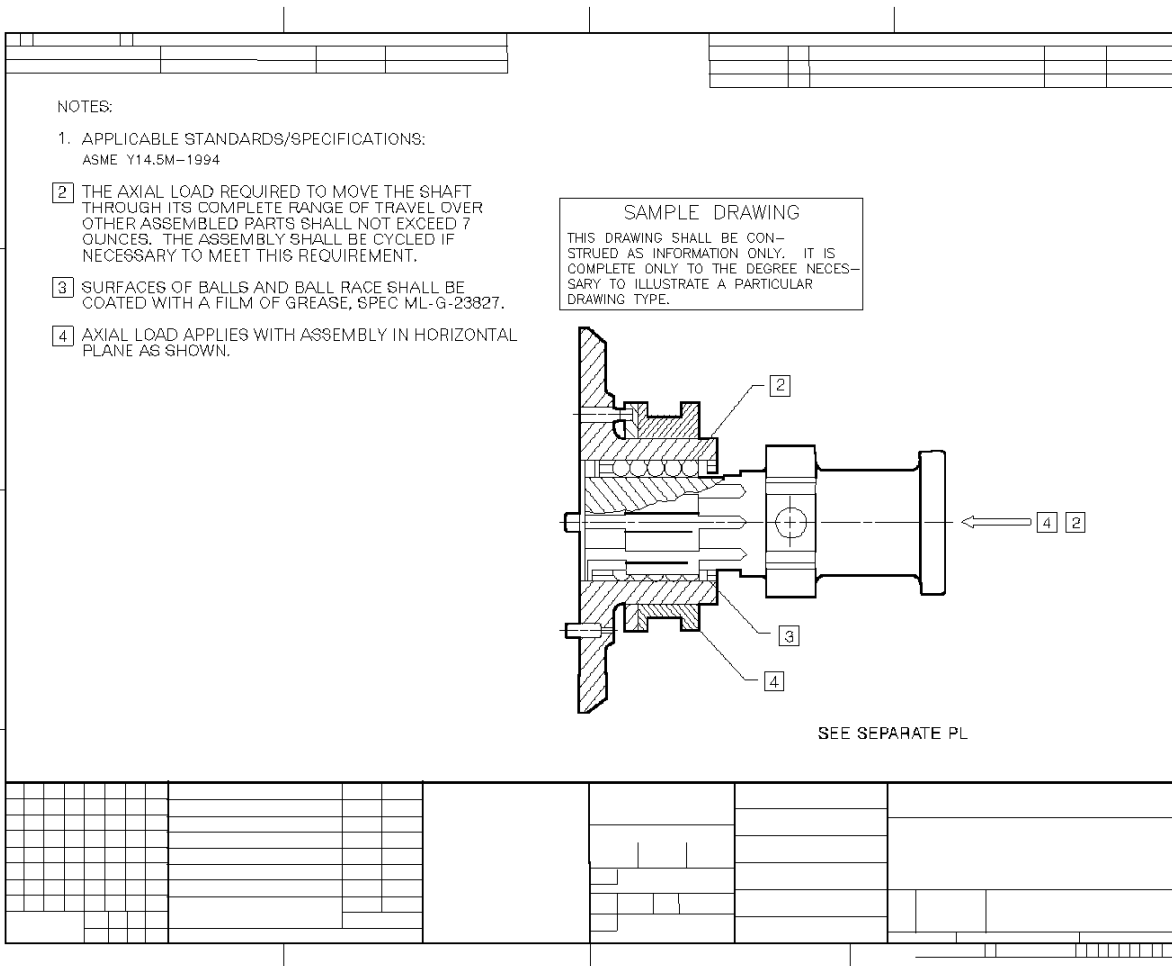 NOTES:
1. APPLICABLE STANDARDS/SPECIFICATIONS:
ASME Y14.5M-1994
2 THE AXIAL LOAD REQUIRED TO MOVE THE SHAFT
THROUGH ITS COMPLETE RANGE OF TRAVEL OVER
OTHER ASSEMBLED PARTS SHALL NOT EXCEED 7
OUNCES. THE ASSEMBLY SHALL BE CYCLED IF
NECESSARY TO MEET THIS REQUIREMENT.
3 SURFACES OF BALLS AND BALL RACE SHALL BE
COATED WITH A FILM OF GREASE, SPEC ML-G-23827.
4 AXIAL LOAD APPLIES WITH ASSEMBLY IN HORIZONTAL
PLANE AS SHOWN.
SAMPLE DRAWING
THIS DRAWING SHALL BE CON-
STRUED AS INFORMATION ONLY. IT IS
COMPLETE ONLY TO THE DEGREE NECES-
SARY TO ILLUSTRATE A PARTICULAR
DRAWING TYPE.
2
4 2
3
4
SEE SEPARATE PL